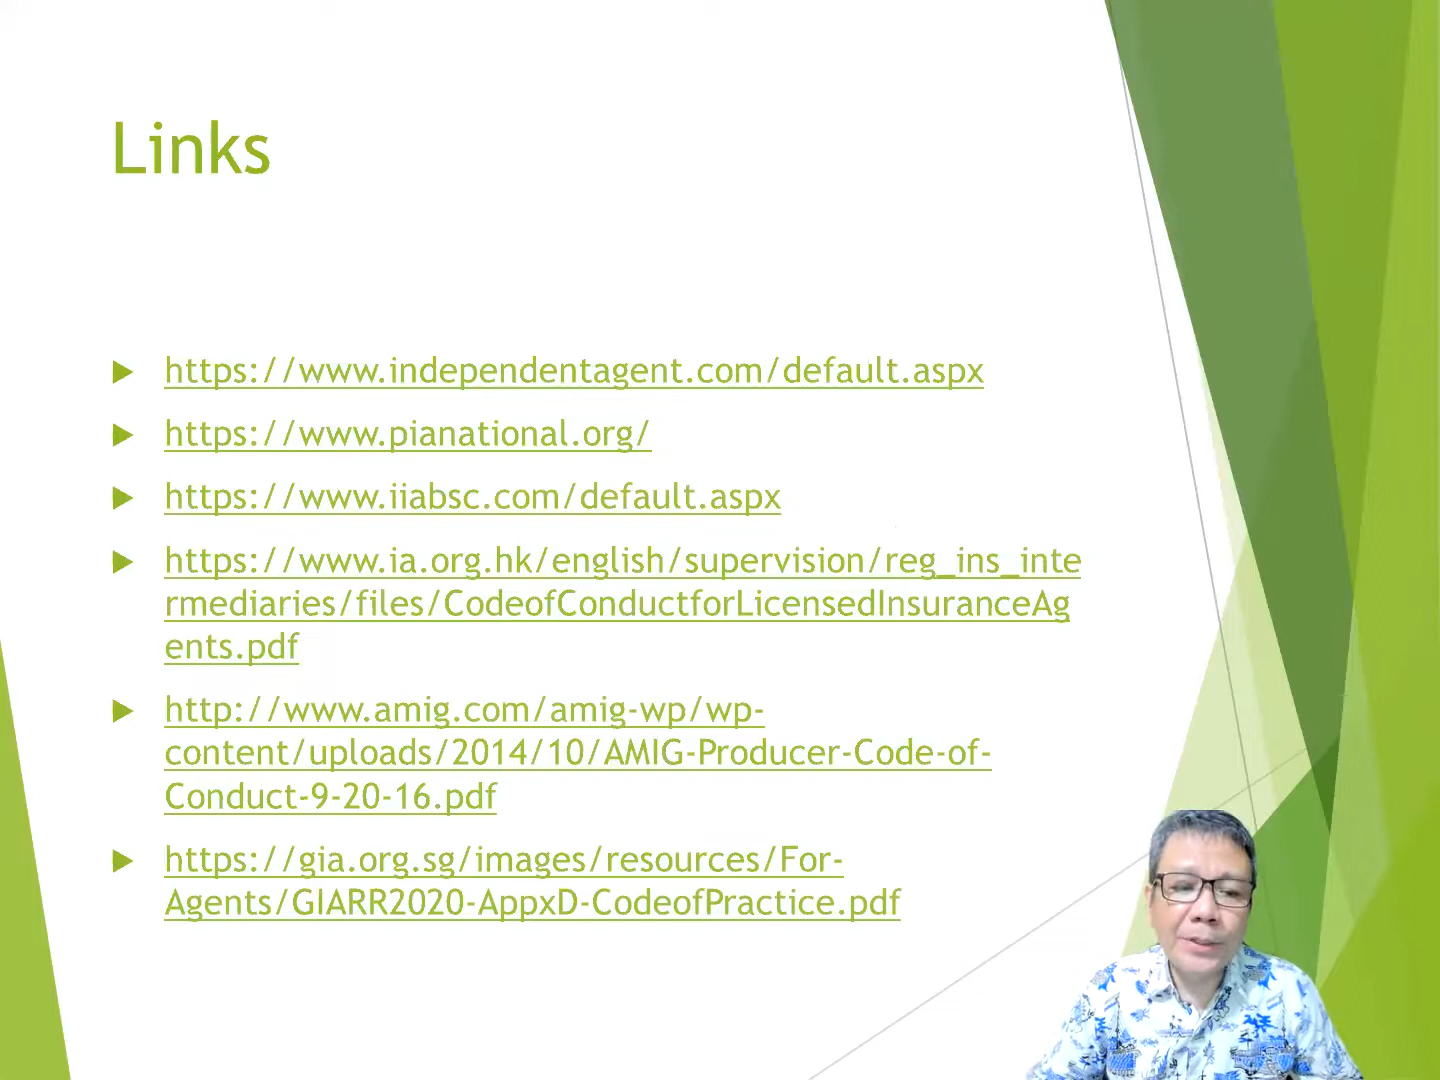 Links
https://www.independentagent.com/default.aspx
https://www.pianational.org/
https://www.iiabsc.com/default.aspx
https://www.ia.org.hk/english/supervision/reg_ins_inte
rmediaries/files/CodeofConductforLicensedInsuranceAg
ents.pdf
http://www.amig.com/amig-wp/wp-
content/uploads/2014/10/AMIG-Producer-Code-of-
Conduct-9-20-16.pdf
https://gia.org.sg/images/resources/For-
Agents/GIARR2020-AppxD-CodeofPractice.pdf